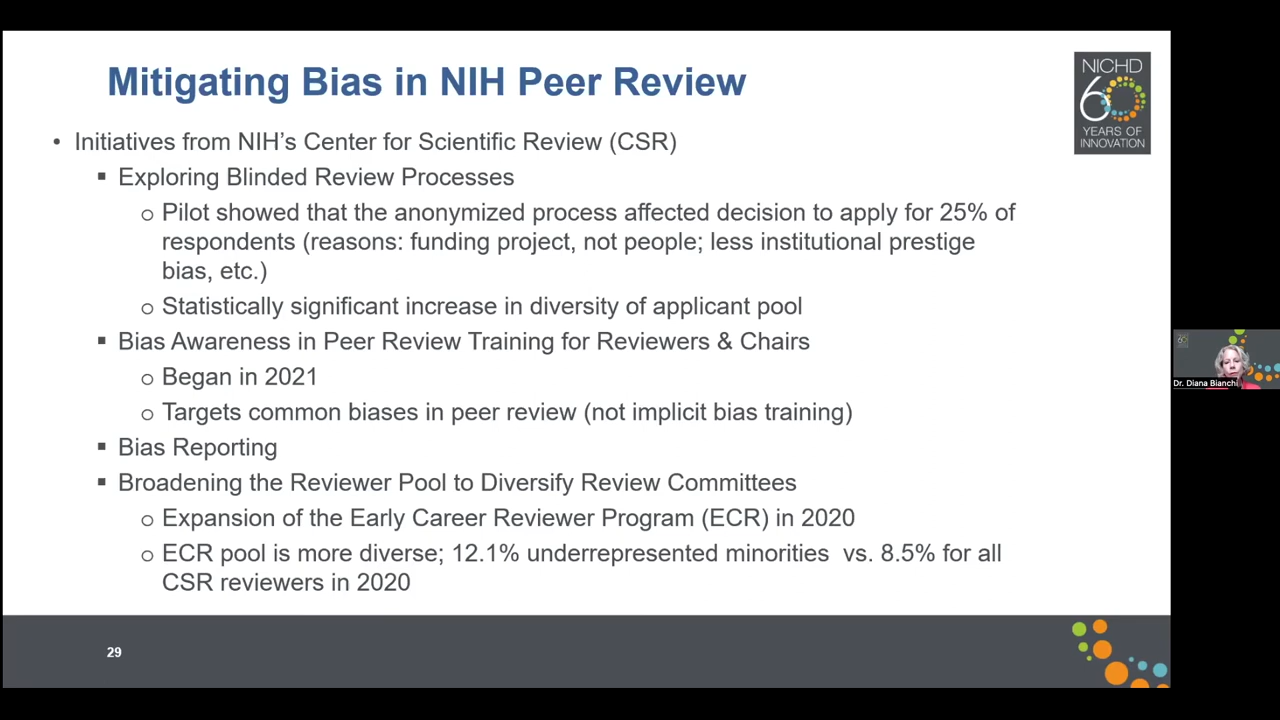 Mitigating Bias in NIH Peer Review
NICHD
60
YEARS OF
INNOVATION
• Initiatives from NIH's Center for Scientific Review (CSR)
▪ Exploring Blinded Review Processes
o Pilot showed that the anonymized process affected decision to apply for 25% of
respondents (reasons: funding project, not people; less institutional prestige
bias, etc.)
o Statistically significant increase in diversity of applicant pool
▪ Bias Awareness in Peer Review Training for Reviewers & Chairs
o Began in 2021
o Targets common biases in peer review (not implicit bias training)
▪ Bias Reporting
▪ Broadening the Reviewer Pool to Diversify Review Committees
o Expansion of the Early Career Reviewer Program (ECR) in 2020
o ECR pool is more diverse; 12.1% underrepresented minorities vs. 8.5% for all
CSR reviewers in 2020
29
60
Dr. Diana Bianchi